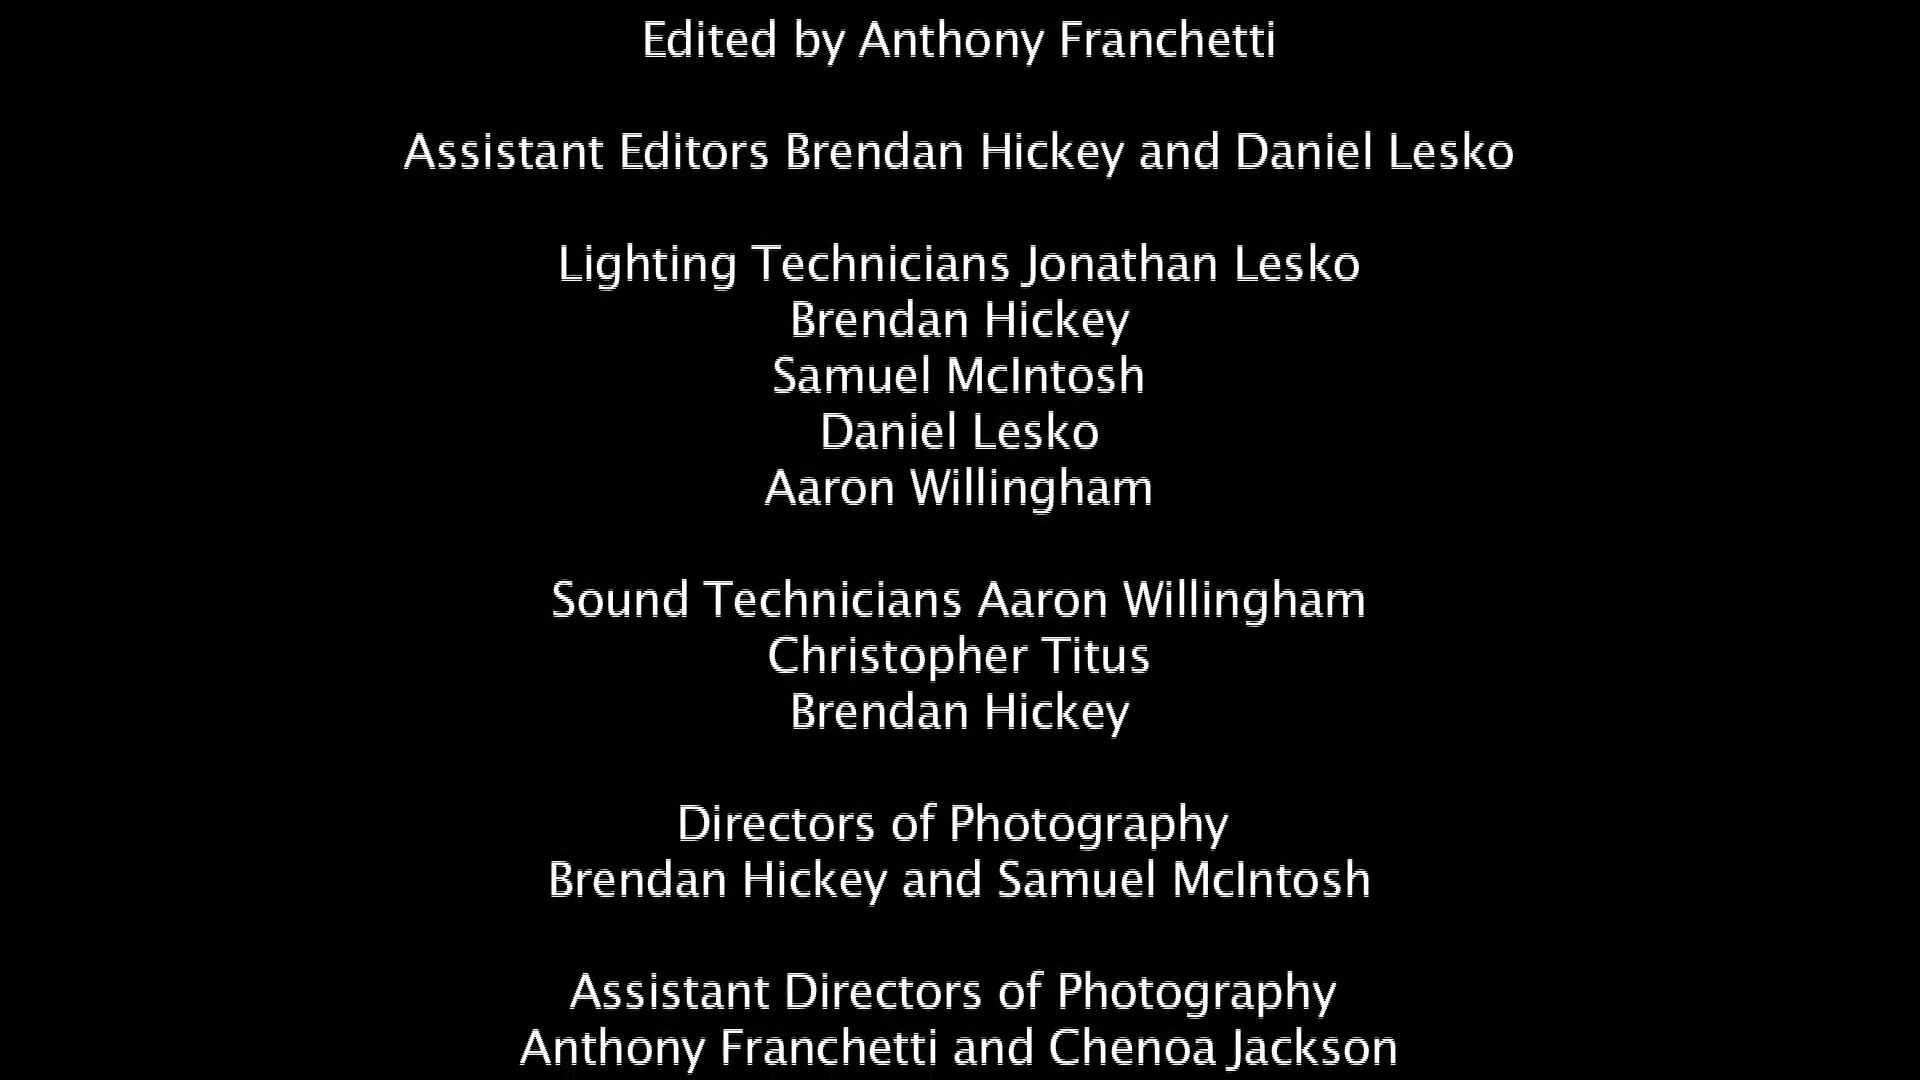 Edited by Anthony Franchetti
Assistant Editors Brendan Hickey and Daniel Lesko
Lighting Technicians Jonathan Lesko
Brendan Hickey
Samuel McIntosh
Daniel Lesko
Aaron Willingham
Sound Technicians Aaron Willingham
Christopher Titus
Brendan Hickey
Directors of Photography
Brendan Hickey and Samuel McIntosh
Assistant Directors of Photography
Anthony Franchetti and Chenoa Jackson